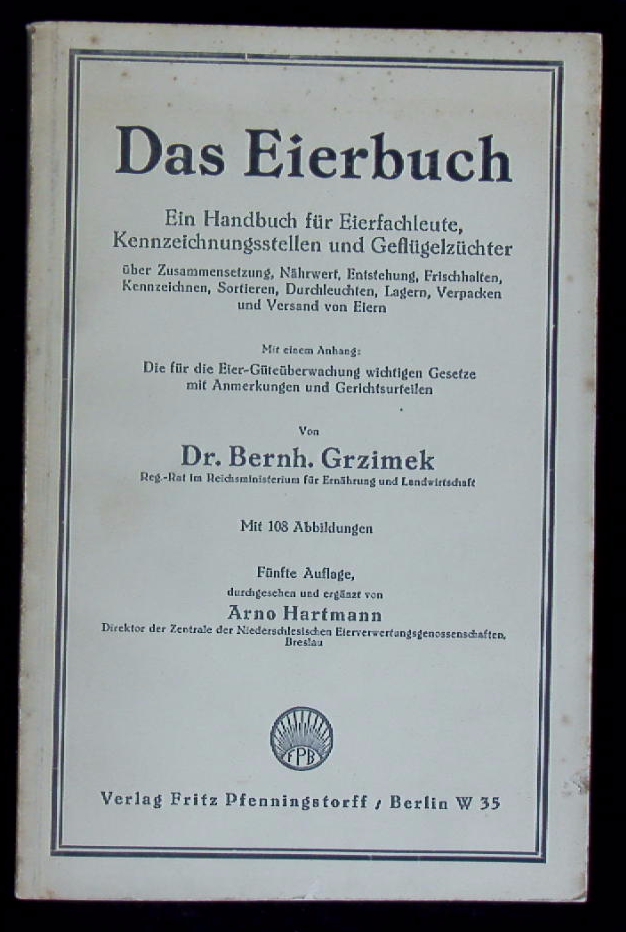 Das Eierbuch
Ein Handbuch für Eierfachleute,
Kennzeichnungsstellen und Geflügelzüchter
über Zusammensetzung, Nährwert, Entstehung, Frischhalten,
Kennzeichnen, Sortieren, Durchleuchten, Lagern, Verpacken
und Versand von Eiern
Mit einem Anhang:
Die für die Eier-Güteüberwachung wichtigen Gesetze
mit Anmerkungen und Gerichtsurteilen
Von
Dr. Bernh. Grzimek
Reg.-Rat im Reichsministerium für Ernährung und Landwirtschaft
Mit 108 Abbildungen
Fünfte Auflage,
durchgesehen und ergänzt von
Arno Hartmann
Direktor der Zentrale der Niederschlesischen Eierverwertungsgenossenschaften,
Breslau
FPB
Verlag Fritz Pfenningstorff / Berlin W 35